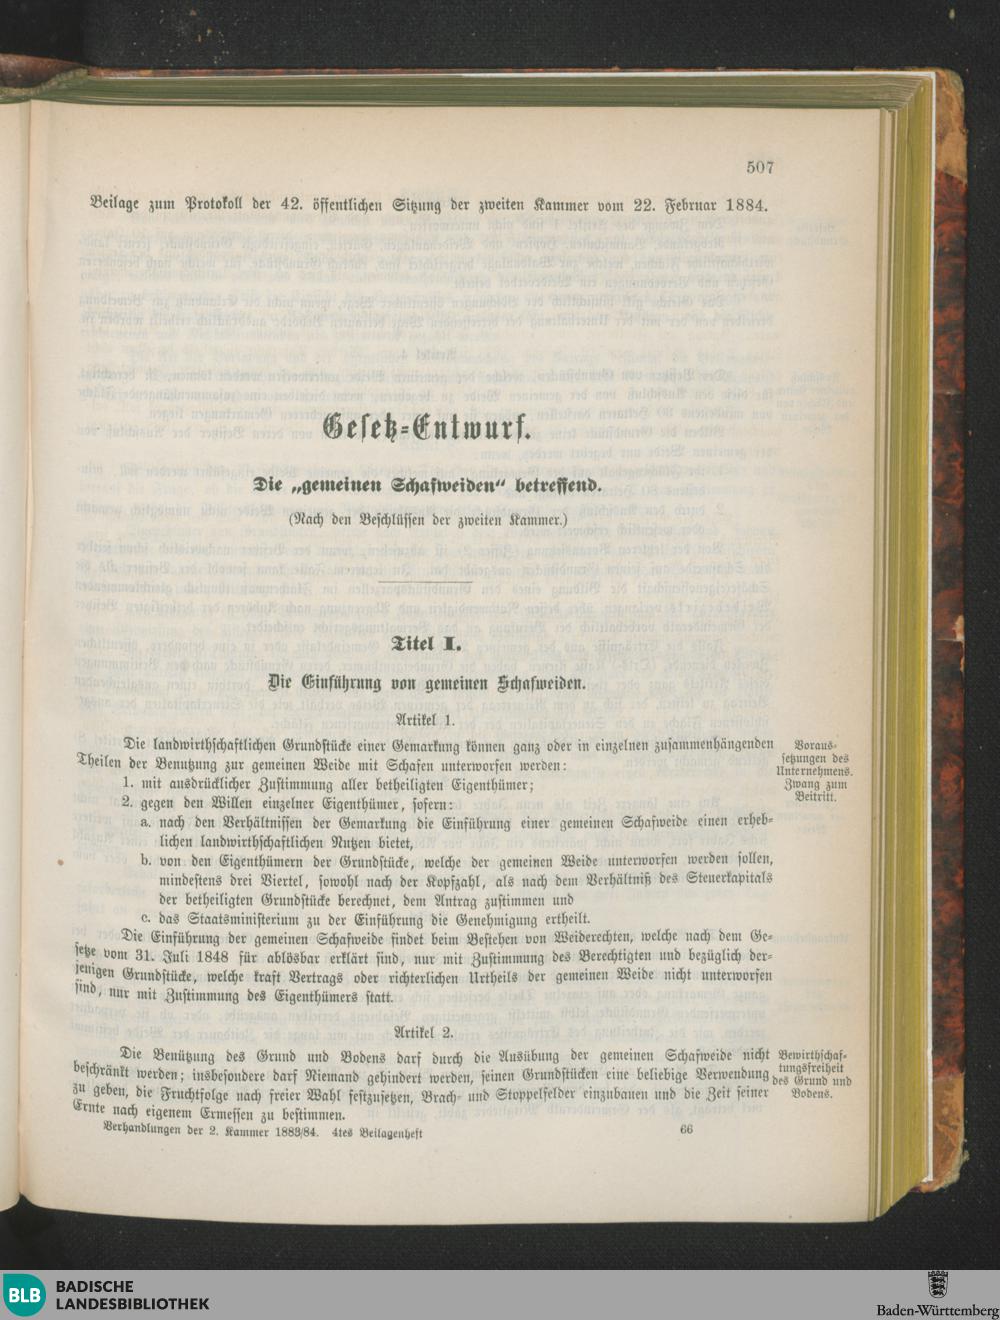 507
Beilage zum Protokoll der 42. öffentlichen Sitzung der zweiten Kammer vom 22. Februar 1884.
Gesetz-Entwurf.
Die „gemeinen Schafweiden“ betreffend.
(Nach den Beschlüssen der zweiten Kammer.)
Titel I.
Die Einführung von gemeinen Schafweiden.
Artikel 1.
Die landwirthschaftlichen Grundstücke einer Gemarkung können ganz oder in einzelnen zusammenhängenden
Theilen der Benutzung zur gemeinen Weide mit Schafen unterworfen werden:
1. mit ausdrücklicher Zustimmung aller betheiligten Eigenthümer;
2. gegen den Willen einzelner Eigenthümer, sofern:
a. nach den Verhältnissen der Gemarkung die Einführung einer gemeinen Schafweide einen erheb-
lichen landwirthschaftlichen Nutzen bietet,
b. von den Eigenthümern der Grundstücke, welche der gemeinen Weide unterworfen werden sollen,
mindestens drei Viertel, sowohl nach der Kopfzahl, als nach dem Verhältniß des Steuerkapitals
der betheiligten Grundstücke berechnet, dem Antrag zustimmen und
c. das Staatsministerium zu der Einführung die Genehmigung ertheilt.
Die Einführung der gemeinen Schafweide findet beim Bestehen von Weiderechten, welche nach dem Ge-
setze vom 31. Juli 1848 für ablösbar erklärt sind, nur mit Zustimmung des Berechtigten und bezüglich der-
jenigen Grundstücke, welche kraft Vertrags oder richterlichen Urtheils der gemeinen Weide nicht unterworfen
sind, nur mit Zustimmung des Eigenthümers statt.
Voraus-
setzungen des
Unternehmens.
Zwang zum
Beitritt.
Artikel 2.
Die Benützung des Grund und Bodens darf durch die Ausübung der gemeinen Schafweide nicht
beschränkt werden; insbesondere darf Niemand gehindert werden, seinen Grundstücken eine beliebige Verwendung
zu geben, die Fruchtfolge nach freier Wahl festzusetzen, Brach- und Stoppelfelder einzubauen und die Zeit seiner
Ernte nach eigenem Ermessen zu bestimmen.
Bewirthschaf-
tungsfreiheit
des Grund und
Bodens.
Verhandlungen der 2. Kammer 1883/84. 4tes Beilagenheft
66
BLB
BADISCHE
LANDESBIBLIOTHEK
Baden-Württemberg